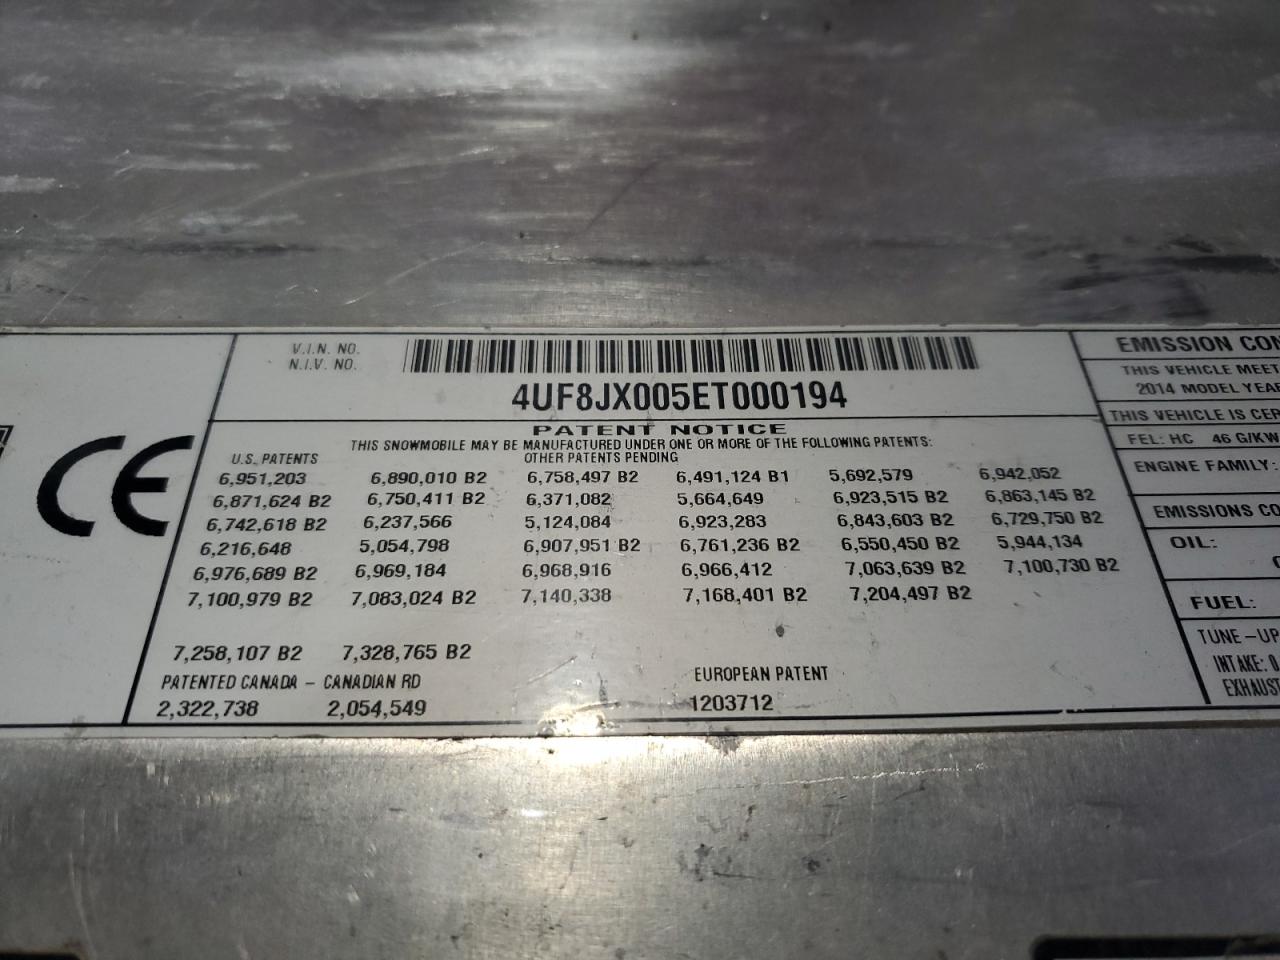 V.I.N. NO.
N.I.V. NO.
4UF8JX005ET000194
PATENT NOTICE
THIS SNOWMOBILE MAY BE MANUFACTURED UNDER ONE OR MORE OF THE FOLLOWING PATENTS:
OTHER PATENTS PENDING
U.S. PATENTS
6,951,203 6,890,010 B2 6,758,497 B2 6,491,124 B1 5,692,579 6,942,052
6,871,624 B2 6,750,411 B2 6,371,082 5,664,649 6,923,515 B2 6,863,145 B2
6,742,618 B2 6,237,566 5,124,084 6,923,283 6,843,603 B2 6,729,750 B2
6,216,648 5,054,798 6,907,951 B2 6,761,236 B2 6,550,450 B2 5,944,134
6,976,689 B2 6,969,184 6,968,916 6,966,412 7,063,639 B2 7,100,730 B2
7,100,979 B2 7,083,024 B2 7,140,338 7,168,401 B2 7,204,497 B2
7,258,107 B2 7,328,765 B2
PATENTED CANADA - CANADIAN RD
2,322,738 2,054,549
EUROPEAN PATENT
1203712
CE
EMISSION CON
THIS VEHICLE MEET
2014 MODEL YEAR
THIS VEHICLE IS CER
FEL: HC 46 G/KW
ENGINE FAMILY:
EMISSIONS CO
OIL:
FUEL:
TUNE-UP
INTAKE: 0.
EXHAUST